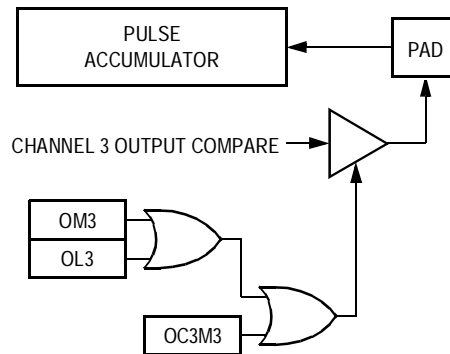 PULSE
ACCUMULATOR
PAD
CHANNEL 3 OUTPUT COMPARE
OM3
OL3
OC3M3